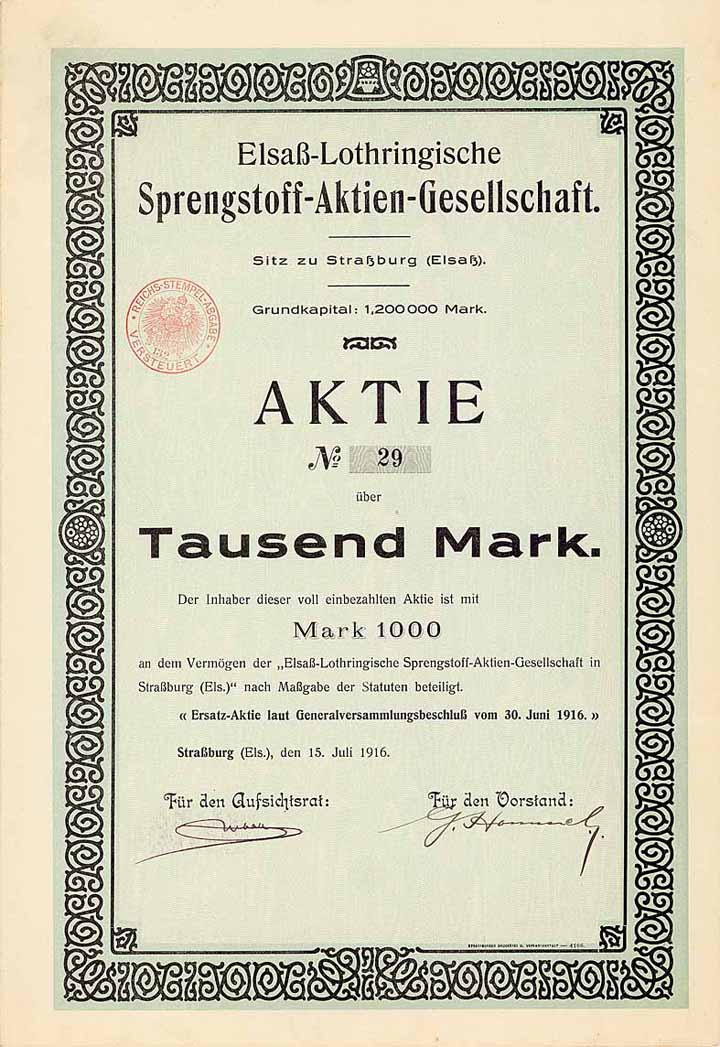 Elsaß-Lothringische
Sprengstoff-Aktien-Gesellschaft.
Sitz zu Straßburg (Elsaß).
Grundkapital: 1,200000 Mark.
REICHS-STEMPEL-ABGABE
VERSTEUERT
AKTIE
No 29
über
Tausend Mark.
Der Inhaber dieser voll einbezahlten Aktie ist mit
Mark 1000
an dem Vermögen der „Elsaß-Lothringische Sprengstoff-Aktien-Gesellschaft in
Straßburg (Els.)“ nach Maßgabe der Statuten beteiligt.
« Ersatz-Aktie laut Generalversammlungsbeschluß vom 30. Juni 1916. »
Straßburg (Els.), den 15. Juli 1916.
Für den Aufsichtsrat:
Für den Vorstand: